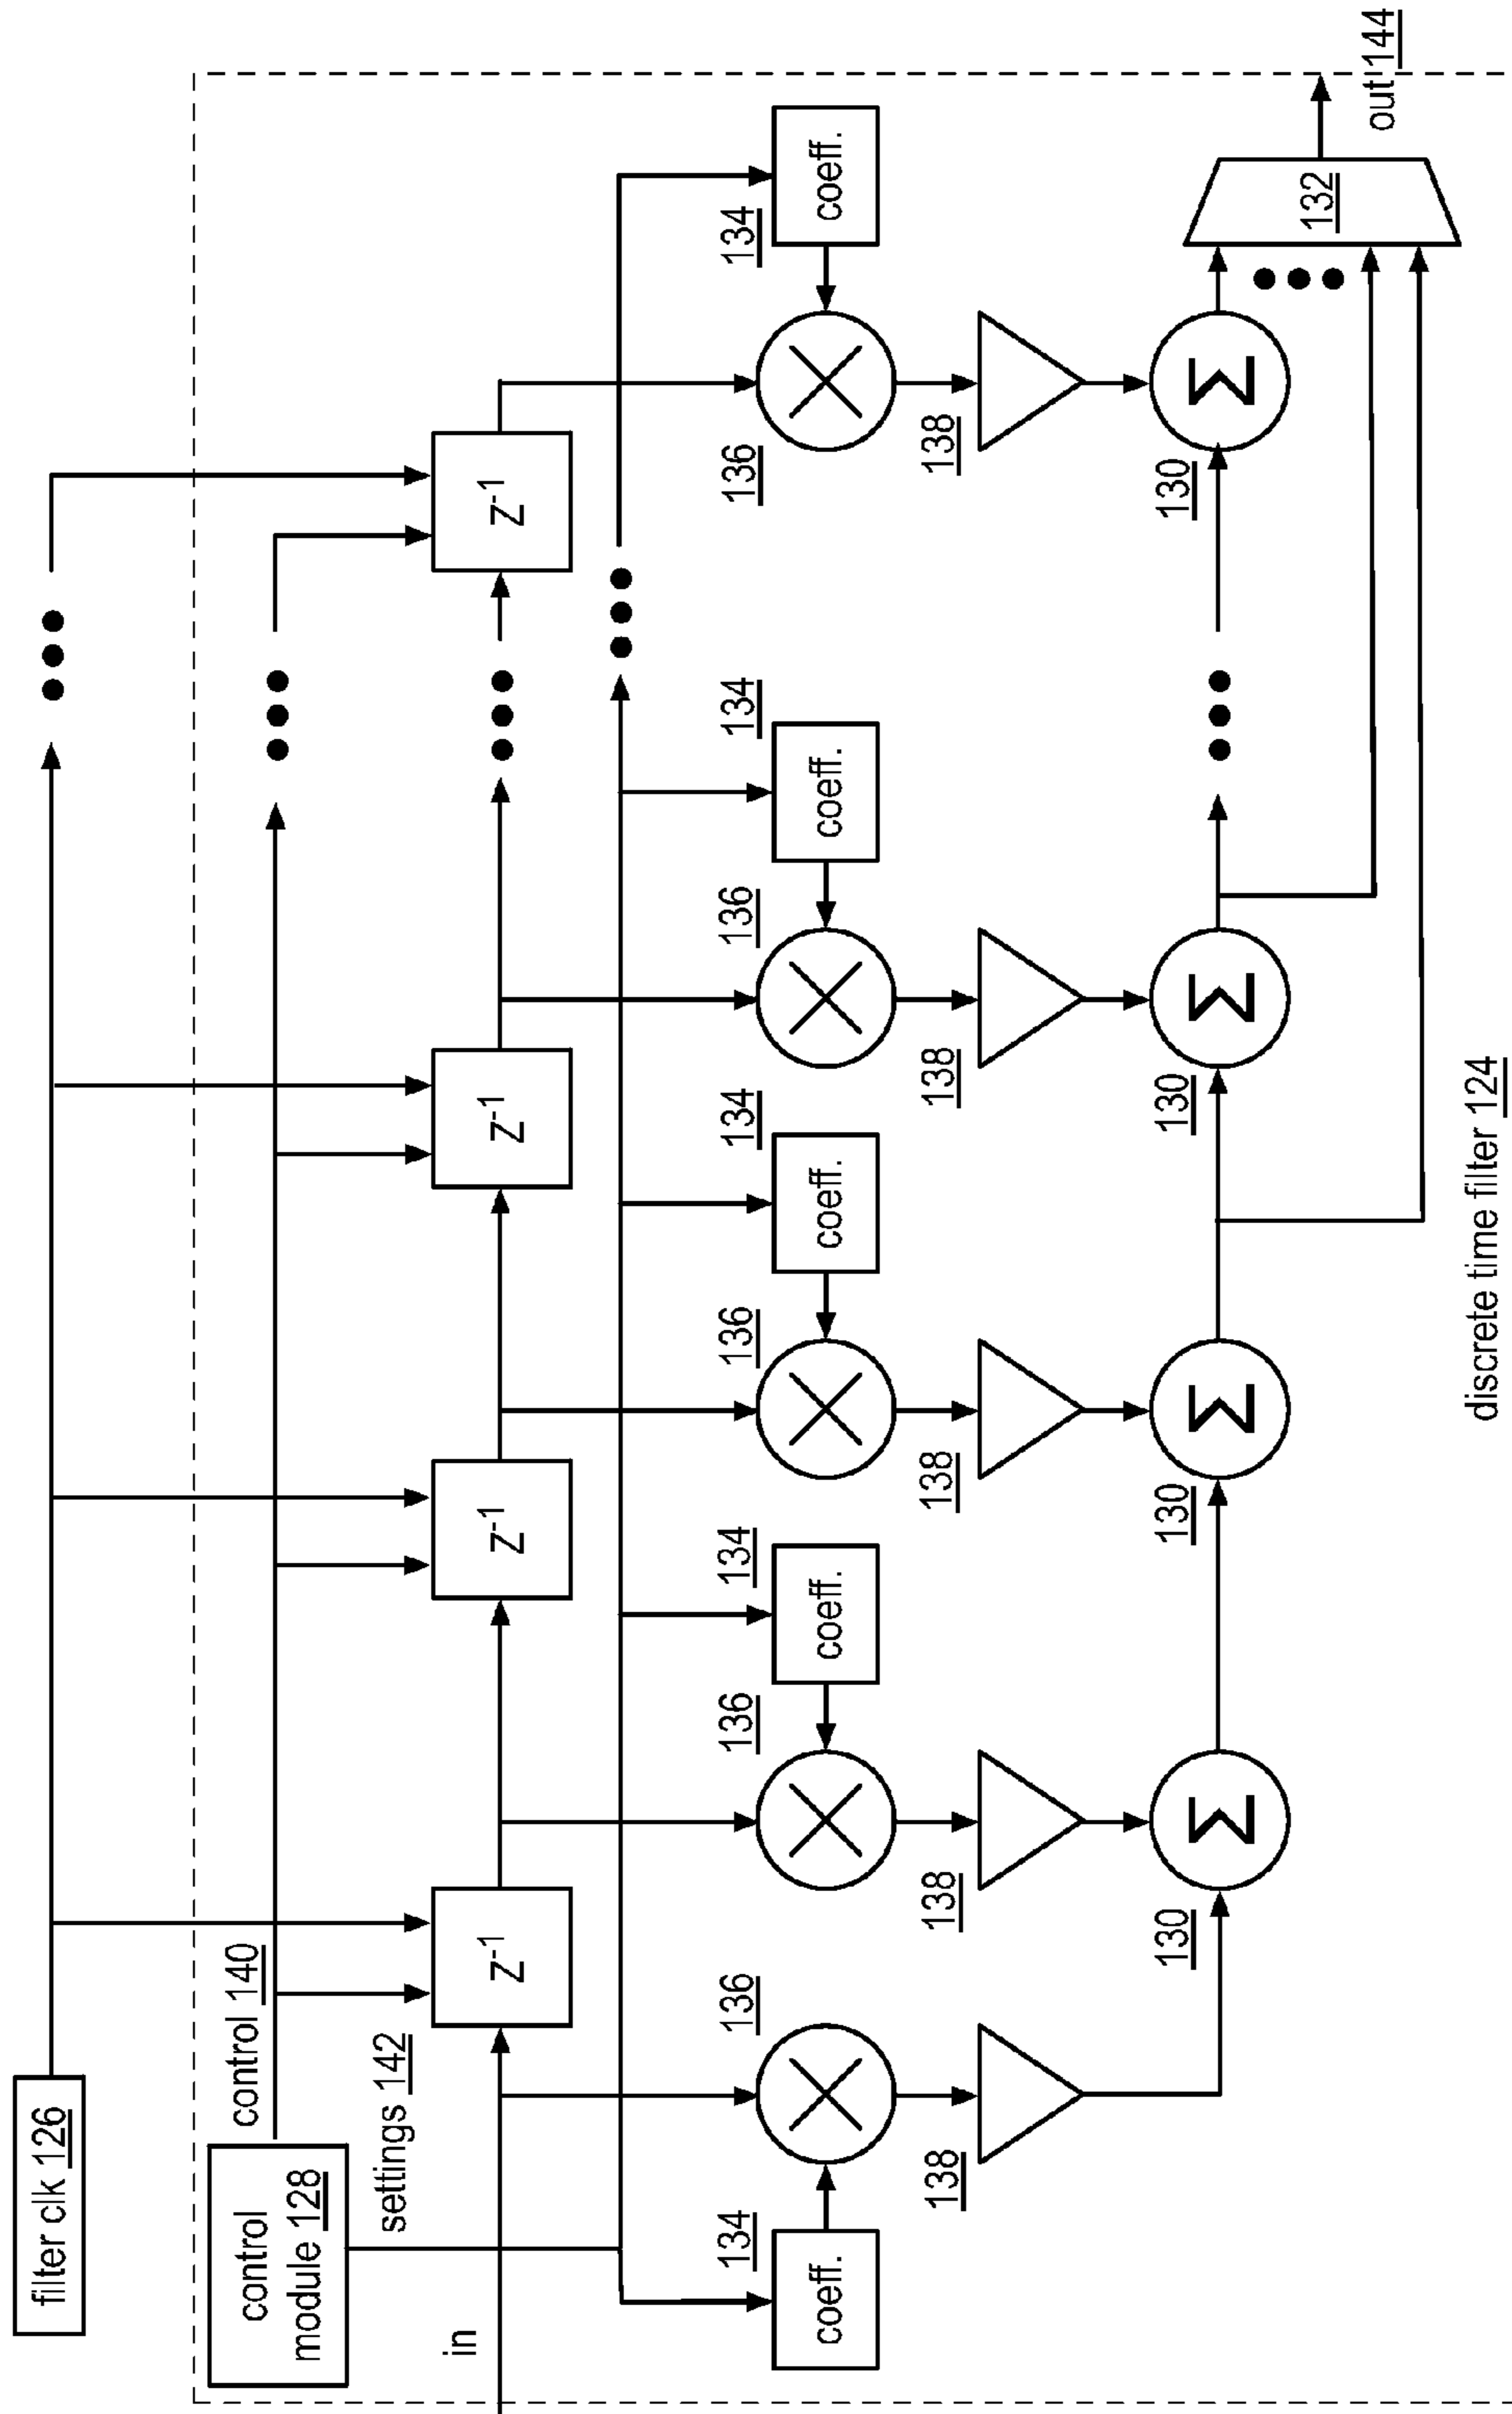 filter clk 126
control
module 128
control 140
settings 142
in
Z-1
Z-1
Z-1
Z-1
134
coeff.
136
134
coeff.
136
134
coeff.
136
134
coeff.
136
134
coeff.
136
138
138
138
138
138
Σ
130
Σ
130
Σ
130
Σ
130
132
out 144
discrete time filter 124